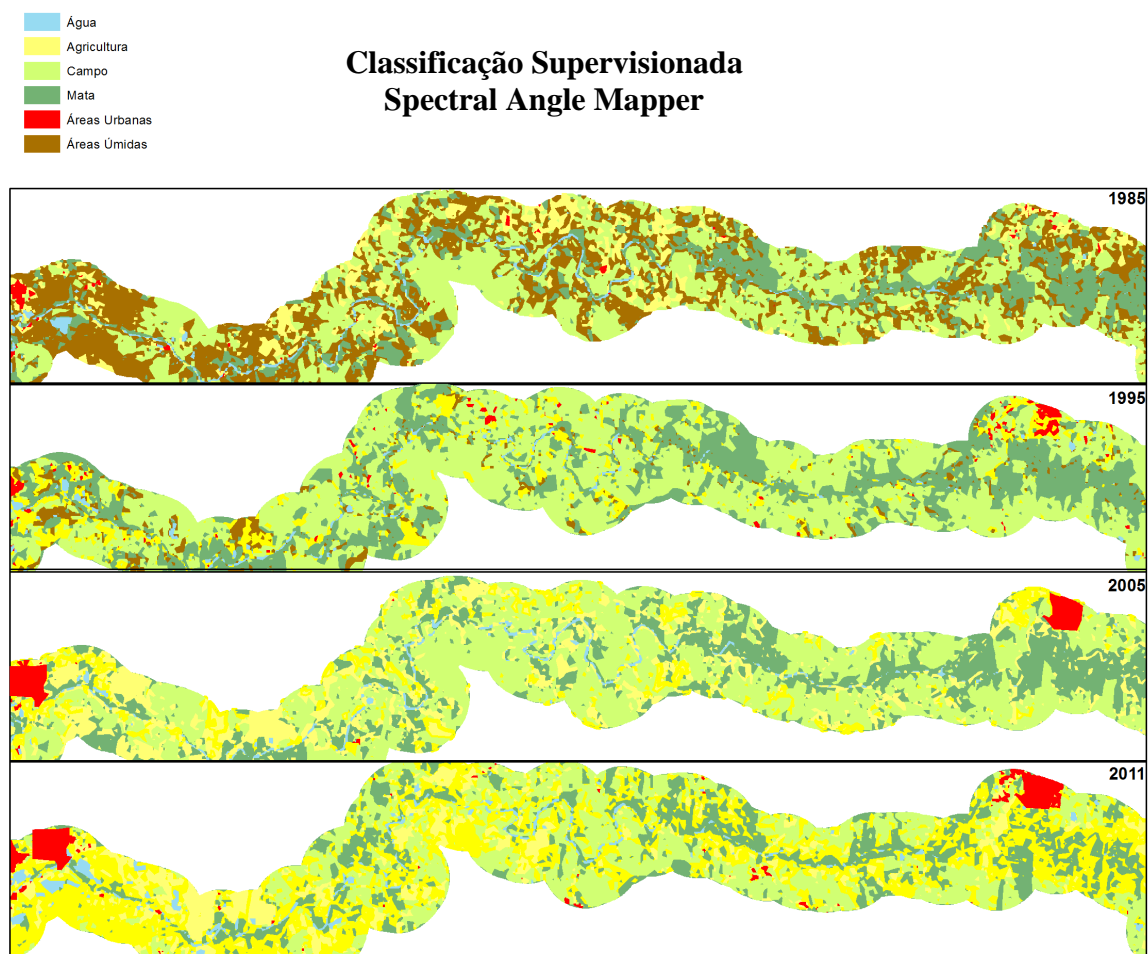 Água
Agricultura
Campo
Mata
Áreas Urbanas
Áreas Úmidas
Classificação Supervisionada
Spectral Angle Mapper
1985
1995
2005
2011